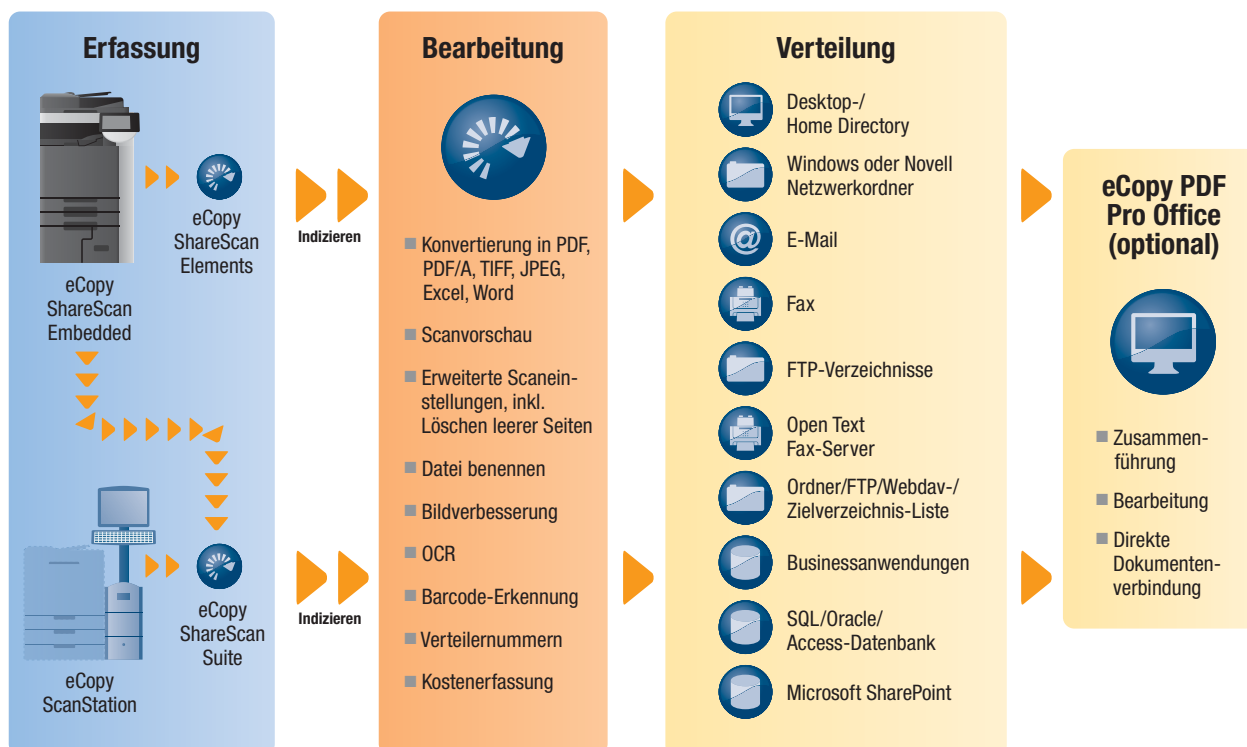 Erfassung
eCopy
ShareScan
Elements
eCopy
ShareScan
Embedded
eCopy
ShareScan
Suite
eCopy
ScanStation
Indizieren
Indizieren
Bearbeitung
Konvertierung in PDF,
PDF/A, TIFF, JPEG,
Excel, Word
Scanvorschau
Erweiterte Scanein-
stellungen, inkl.
Löschen leerer Seiten
Datei benennen
Bildverbesserung
OCR
Barcode-Erkennung
Verteilernummern
Kostenerfassung
Verteilung
Desktop-/
Home Directory
Windows oder Novell
Netzwerkordner
@
E-Mail
Fax
FTP-Verzeichnisse
Open Text
Fax-Server
Ordner/FTP/Webdav-/
Zielverzeichnis-Liste
Businessanwendungen
SQL/Oracle/
Access-Datenbank
Microsoft SharePoint
eCopy PDF
Pro Office
(optional)
Zusammen-
führung
Bearbeitung
Direkte
Dokumenten-
verbindung